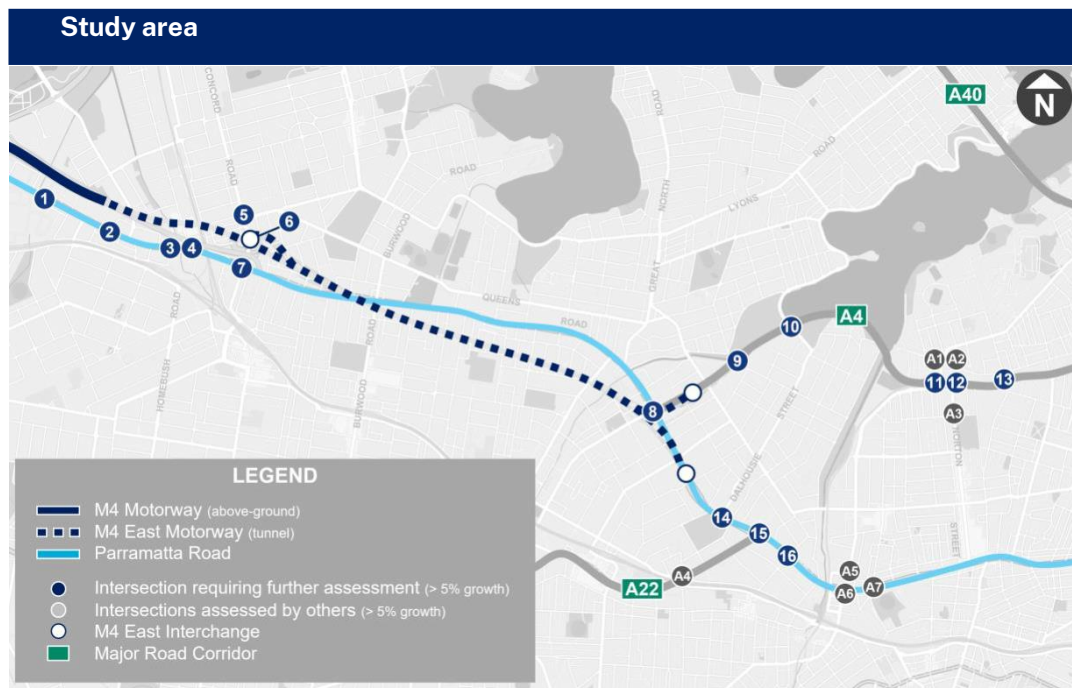 Study area
A40
N
CONCORD
ROAD
ROAD
BURWOOD
ROAD
GREAT
NORTH
ROAD
LYONS
ROAD
1
2
3
4
5
6
7
QUEENS
ROAD
HOMEBUSH
ROAD
BURWOOD
ROAD
8
9
10
A4
A1
A2
11
12
13
A3
NORTON
STREET
DALHOUSIE
STREET
14
15
16
A22
A4
A5
A6
A7
LEGEND
M4 Motorway (above-ground)
M4 East Motorway (tunnel)
Parramatta Road
Intersection requiring further assessment (> 5% growth)
Intersections assessed by others (> 5% growth)
M4 East Interchange
Major Road Corridor